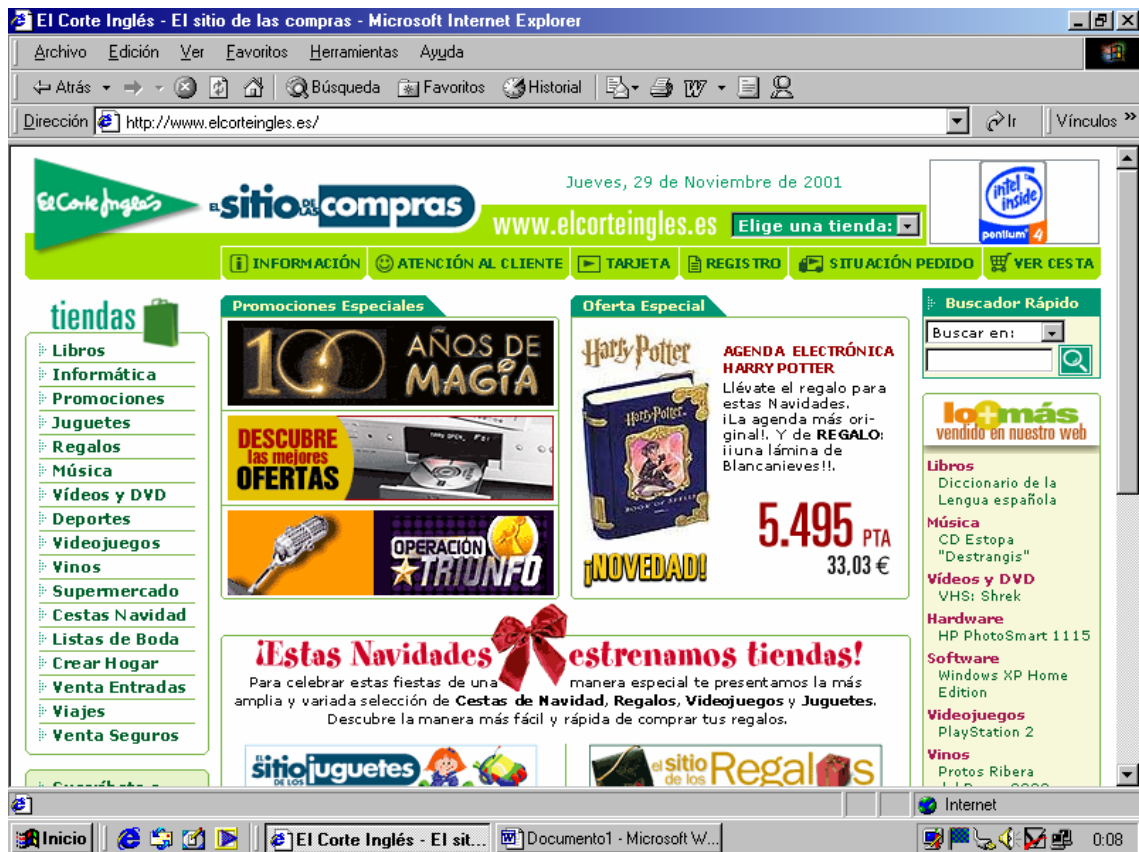 El Corte Inglés - El sitio de las compras - Microsoft Internet Explorer
Archivo Edición Ver Favoritos Herramientas Ayuda
Atrás Búsqueda Favoritos Historial
Dirección http://www.elcorteingles.es/ Ir Vínculos »
El Corte Inglés
EL sitio DE LAS compras
Jueves, 29 de Noviembre de 2001
www.elcorteingles.es Elige una tienda:
intel inside pentium 4
INFORMACIÓN ATENCIÓN AL CLIENTE TARJETA REGISTRO SITUACIÓN PEDIDO VER CESTA
tiendas
Libros
Informática
Promociones
Juguetes
Regalos
Música
Vídeos y DVD
Deportes
Videojuegos
Vinos
Supermercado
Cestas Navidad
Listas de Boda
Crear Hogar
Venta Entradas
Viajes
Venta Seguros
Promociones Especiales
100 AÑOS DE
MAGIA
DESCUBRE
las mejores
OFERTAS
OPERACIÓN
TRIUNFO
Oferta Especial
Harry Potter
Harry Potter
BOOK OF SPELLS
¡NOVEDAD!
AGENDA ELECTRÓNICA
HARRY POTTER
Llévate el regalo para
estas Navidades.
¡La agenda más ori-
ginal!. Y de REGALO:
¡¡una lámina de
Blancanieves!!.
5.495 PTA
33,03 €
¡Estas Navidades estrenamos tiendas!
Para celebrar estas fiestas de una manera especial te presentamos la más
amplia y variada selección de Cestas de Navidad, Regalos, Videojuegos y Juguetes.
Descubre la manera más fácil y rápida de comprar tus regalos.
EL sitio DE LOS juguetes
el sitio de los Regalos
Buscador Rápido
Buscar en:
lo+más
vendido en nuestro web
Libros
Diccionario de la
Lengua española
Música
CD Estopa
"Destrangis"
Vídeos y DVD
VHS: Shrek
Hardware
HP PhotoSmart 1115
Software
Windows XP Home
Edition
Videojuegos
PlayStation 2
Vinos
Protos Ribera
Internet
Inicio El Corte Inglés - El sit... Documento1 - Microsoft W... 0:08